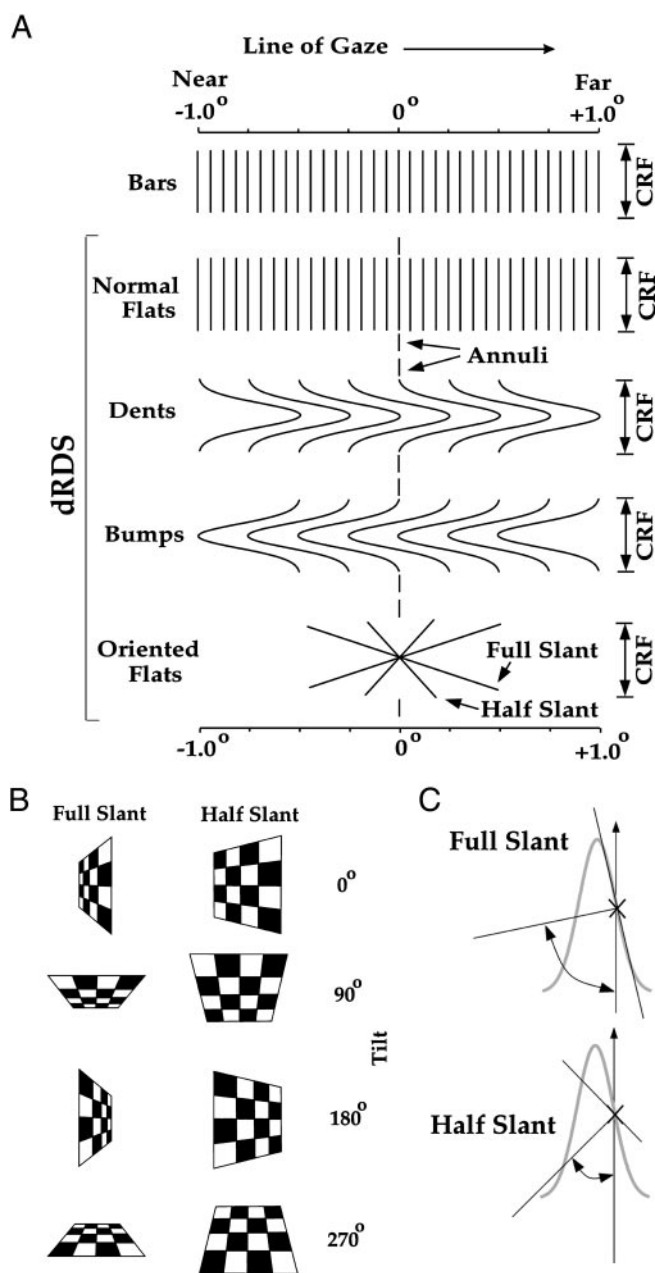 A
Line of Gaze
Near Far
-1.0° 0° +1.0°
Bars
CRF
Normal
Flats
CRF
Annuli
Dents
CRF
dRDS
Bumps
CRF
Oriented
Flats
Full Slant
CRF
Half Slant
-1.0° 0° +1.0°
B
Full Slant Half Slant
0°
90°
Tilt
180°
270°
C
Full Slant
Half Slant